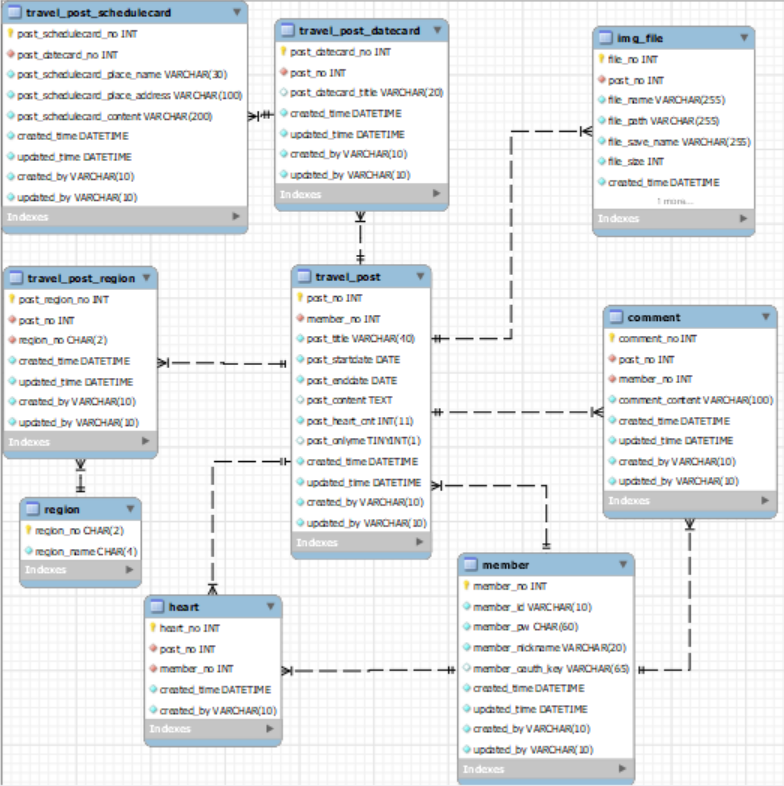 travel_post_schedulecard
post_schedulecard_no INT
post_datecard_no INT
post_schedulecard_place_name VARCHAR(30)
post_schedulecard_place_address VARCHAR(100)
post_schedulecard_content VARCHAR(200)
created_time DATETIME
updated_time DATETIME
created_by VARCHAR(10)
updated_by VARCHAR(10)
Indexes
travel_post_datecard
post_datecard_no INT
post_no INT
post_datecard_title VARCHAR(20)
created_time DATETIME
updated_time DATETIME
created_by VARCHAR(10)
updated_by VARCHAR(10)
Indexes
img_file
file_no INT
post_no INT
file_name VARCHAR(255)
file_path VARCHAR(255)
file_save_name VARCHAR(255)
file_size INT
created_time DATETIME
1 more...
Indexes
travel_post_region
post_region_no INT
post_no INT
region_no CHAR(2)
created_time DATETIME
updated_time DATETIME
created_by VARCHAR(10)
updated_by VARCHAR(10)
Indexes
travel_post
post_no INT
member_no INT
post_title VARCHAR(40)
post_startdate DATE
post_enddate DATE
post_content TEXT
post_heart_cnt INT(11)
post_onlyme TINYINT(1)
created_time DATETIME
updated_time DATETIME
created_by VARCHAR(10)
updated_by VARCHAR(10)
Indexes
comment
comment_no INT
post_no INT
member_no INT
comment_content VARCHAR(100)
created_time DATETIME
updated_time DATETIME
created_by VARCHAR(10)
updated_by VARCHAR(10)
Indexes
region
region_no CHAR(2)
region_name CHAR(4)
Indexes
heart
heart_no INT
post_no INT
member_no INT
created_time DATETIME
created_by VARCHAR(10)
Indexes
member
member_no INT
member_id VARCHAR(10)
member_pw CHAR(60)
member_nickname VARCHAR(20)
member_oauth_key VARCHAR(65)
created_time DATETIME
updated_time DATETIME
created_by VARCHAR(10)
updated_by VARCHAR(10)
Indexes